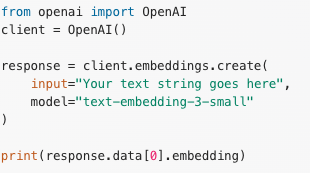 from openai import OpenAI
client = OpenAI()

response = client.embeddings.create(
    input="Your text string goes here",
    model="text-embedding-3-small"
)

print(response.data[0].embedding)